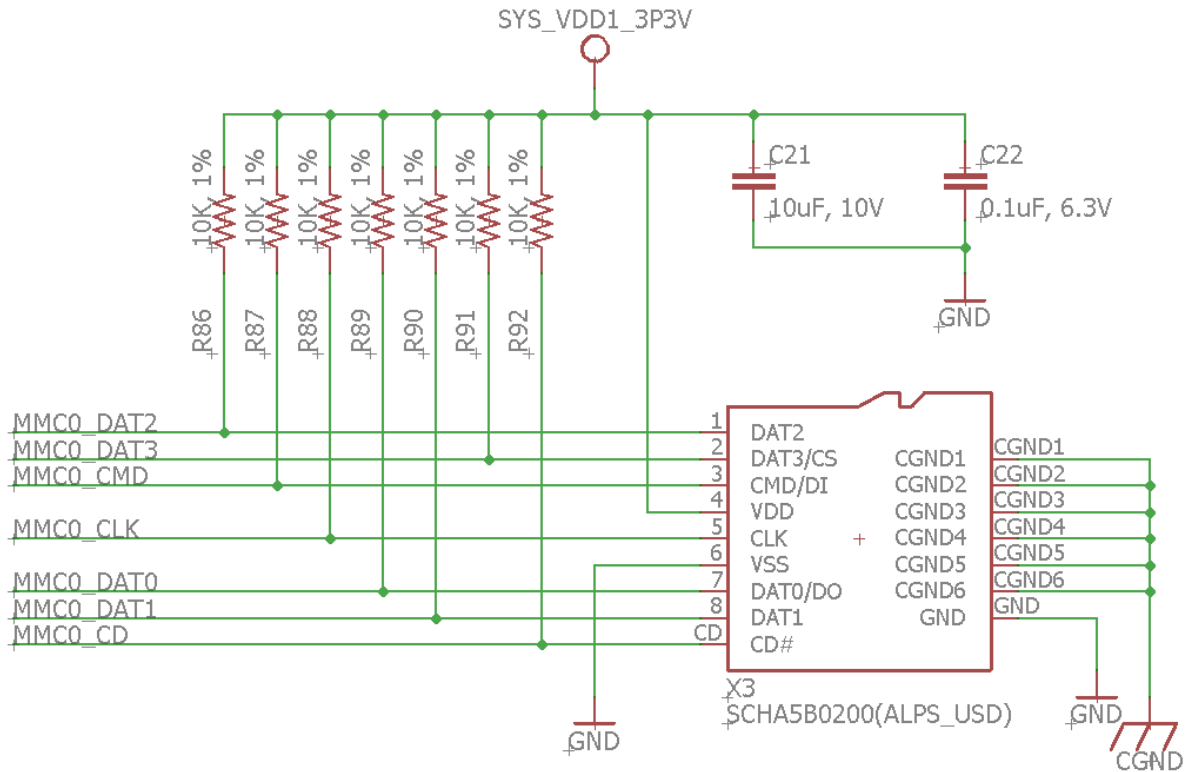 SYS_VDD1_3P3V
10K, 1%
10K, 1%
10K, 1%
10K, 1%
10K, 1%
10K, 1%
10K, 1%
C21
10uF, 10V
C22
0.1uF, 6.3V
GND
R86
R87
R88
R89
R90
R91
R92
MMC0_DAT2
MMC0_DAT3
MMC0_CMD
MMC0_CLK
MMC0_DAT0
MMC0_DAT1
MMC0_CD
1 DAT2
2 DAT3/CS
3 CMD/DI
4 VDD
5 CLK
6 VSS
7 DAT0/DO
8 DAT1
CD CD#
CGND1 CGND1
CGND2 CGND2
CGND3 CGND3
CGND4 CGND4
CGND5 CGND5
CGND6 CGND6
GND GND
X3
SCHA5B0200(ALPS_USD)
GND
GND
CGND